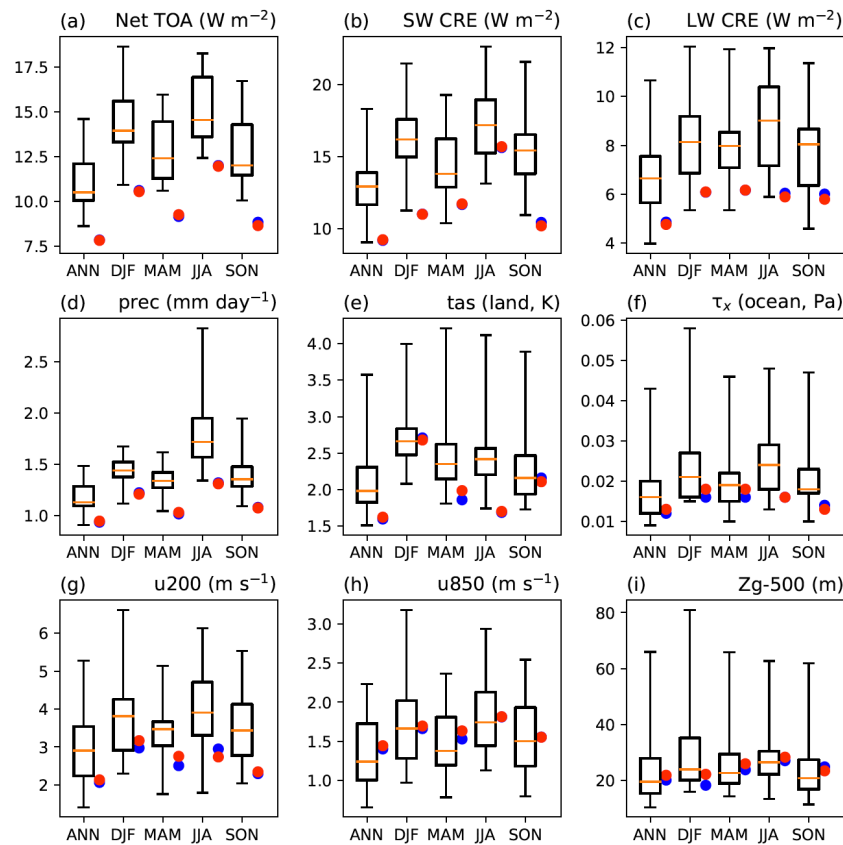 (a) Net TOA (W m−2)
(b) SW CRE (W m−2)
(c) LW CRE (W m−2)
17.5
15.0
12.5
10.0
7.5
20
15
10
12
10
8
6
4
ANN DJF MAM JJA SON
ANN DJF MAM JJA SON
ANN DJF MAM JJA SON
(d) prec (mm day−1)
(e) tas (land, K)
(f) τx (ocean, Pa)
2.5
2.0
1.5
1.0
4.0
3.5
3.0
2.5
2.0
1.5
0.06
0.05
0.04
0.03
0.02
0.01
ANN DJF MAM JJA SON
ANN DJF MAM JJA SON
ANN DJF MAM JJA SON
(g) u200 (m s−1)
(h) u850 (m s−1)
(i) Zg-500 (m)
6
5
4
3
2
3.0
2.5
2.0
1.5
1.0
80
60
40
20
ANN DJF MAM JJA SON
ANN DJF MAM JJA SON
ANN DJF MAM JJA SON